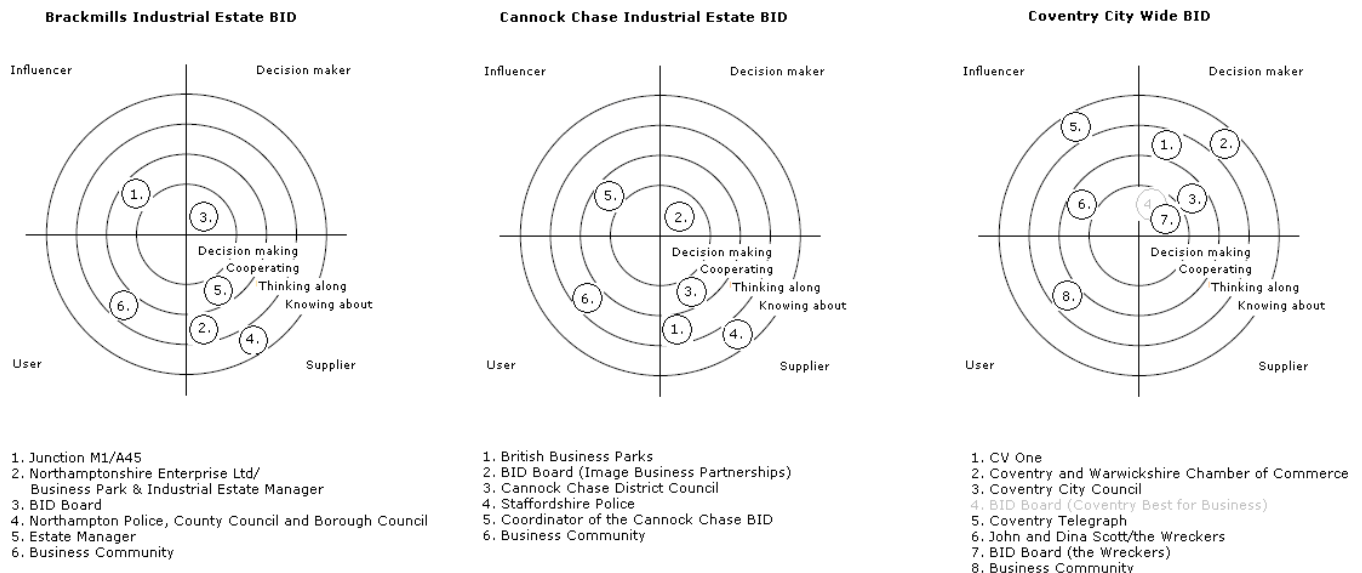 Brackmills Industrial Estate BID
Influencer
Decision maker
1.
3.
Decision making
Cooperating
Thinking along
Knowing about
5.
6.
2.
4.
User
Supplier
1. Junction M1/A45
2. Northamptonshire Enterprise Ltd/
Business Park & Industrial Estate Manager
3. BID Board
4. Northampton Police, County Council and Borough Council
5. Estate Manager
6. Business Community
Cannock Chase Industrial Estate BID
Influencer
Decision maker
5.
2.
Decision making
Cooperating
Thinking along
Knowing about
3.
6.
1.
4.
User
Supplier
1. British Business Parks
2. BID Board (Image Business Partnerships)
3. Cannock Chase District Council
4. Staffordshire Police
5. Coordinator of the Cannock Chase BID
6. Business Community
Coventry City Wide BID
Influencer
Decision maker
5.
1.
2.
6.
4.
3.
7.
Decision making
Cooperating
Thinking along
Knowing about
8.
User
Supplier
1. CV One
2. Coventry and Warwickshire Chamber of Commerce
3. Coventry City Council
4. BID Board (Coventry Best for Business)
5. Coventry Telegraph
6. John and Dina Scott/the Wreckers
7. BID Board (the Wreckers)
8. Business Community